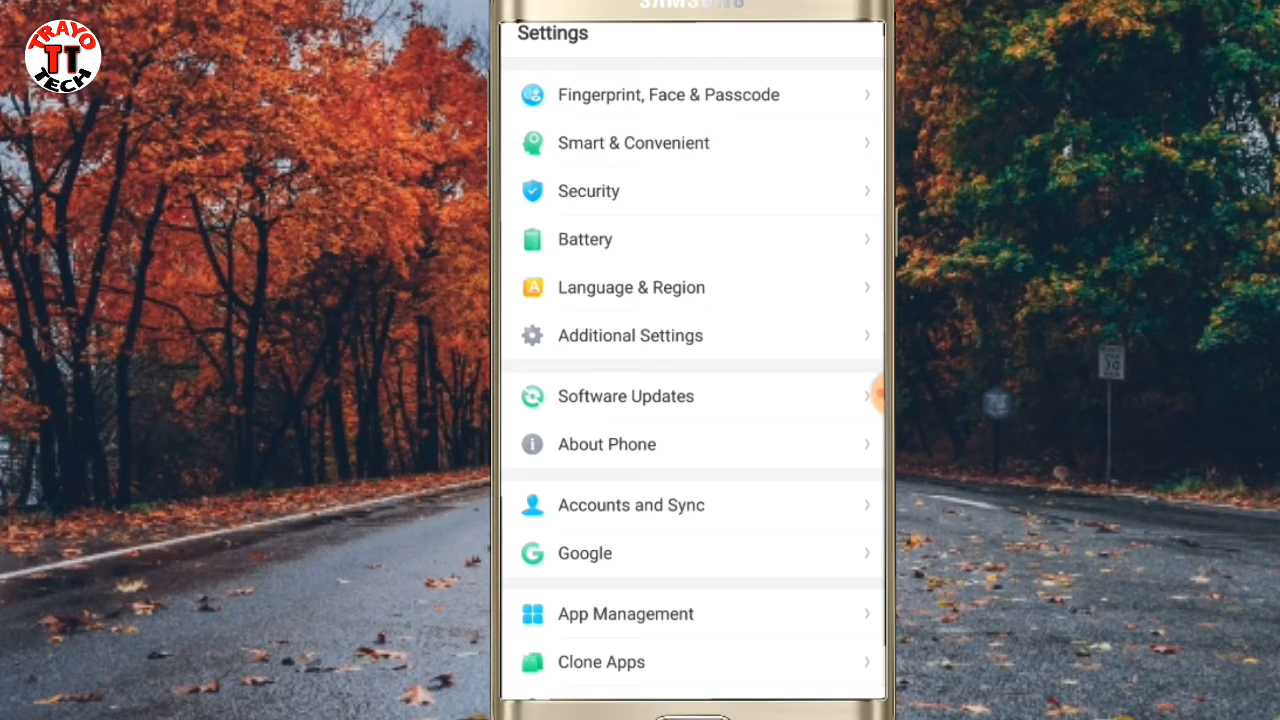 TRAYO
TT
TECH
SAMSUNG
Settings
Fingerprint, Face & Passcode
Smart & Convenient
Security
Battery
Language & Region
Additional Settings
Software Updates
About Phone
Accounts and Sync
Google
App Management
Clone Apps